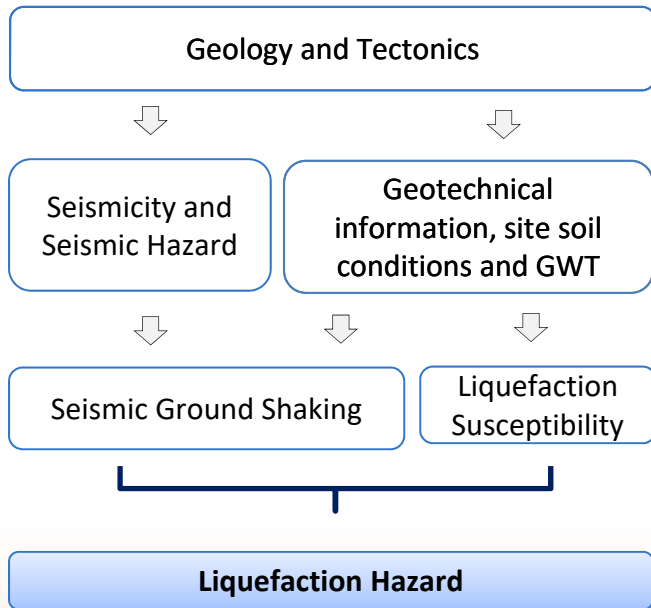 Geology and Tectonics
Seismicity and
Seismic Hazard
Geotechnical
information, site soil
conditions and GWT
Seismic Ground Shaking
Liquefaction
Susceptibility
Liquefaction Hazard